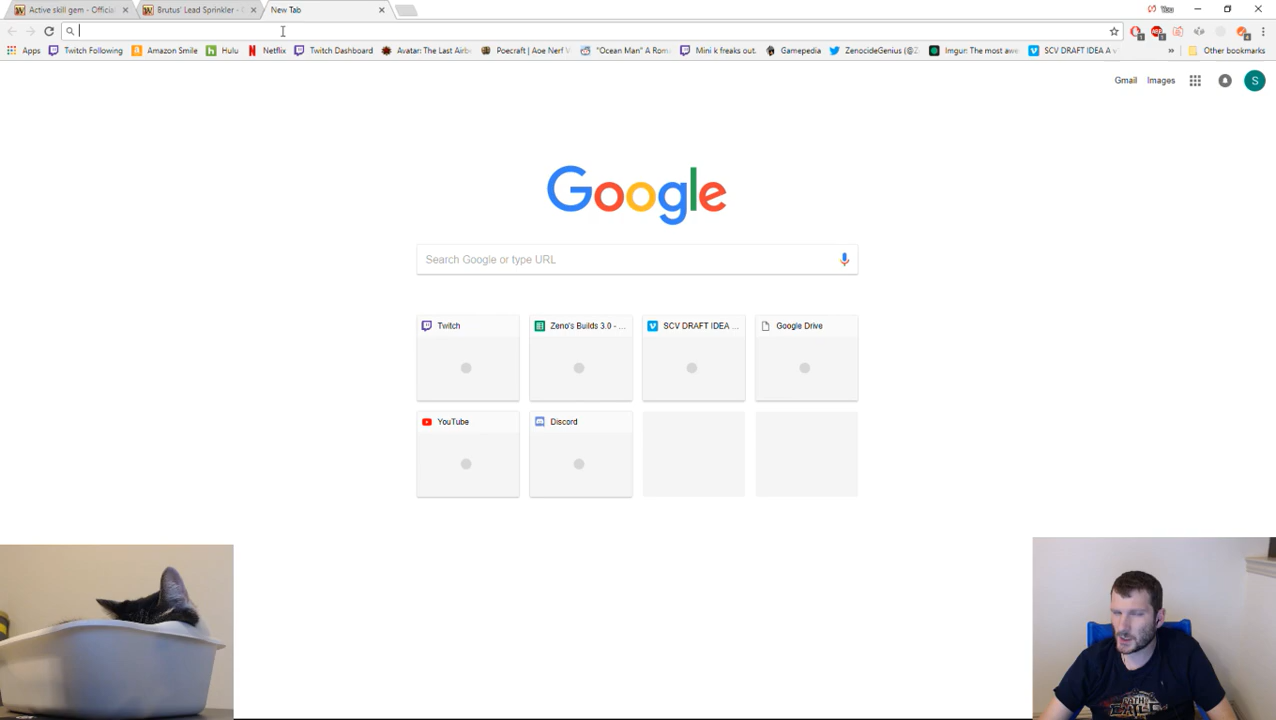 Active skill gem - Official
Brutus' Lead Sprinkler -
New Tab
Apps
Twitch Following
Amazon Smile
Hulu
Netflix
Twitch Dashboard
Avatar: The Last Airb
Poecraft | Aoe Nerf
"Ocean Man" A Rom
Mini k freaks out.
Gamepedia
ZenocideGenius (@Z
Imgur: The most awe
SCV DRAFT IDEA A v
»
Other bookmarks
Gmail
Images
S
Google
Search Google or type URL
Twitch
Zeno's Builds 3.0 - ...
SCV DRAFT IDEA ...
Google Drive
YouTube
Discord